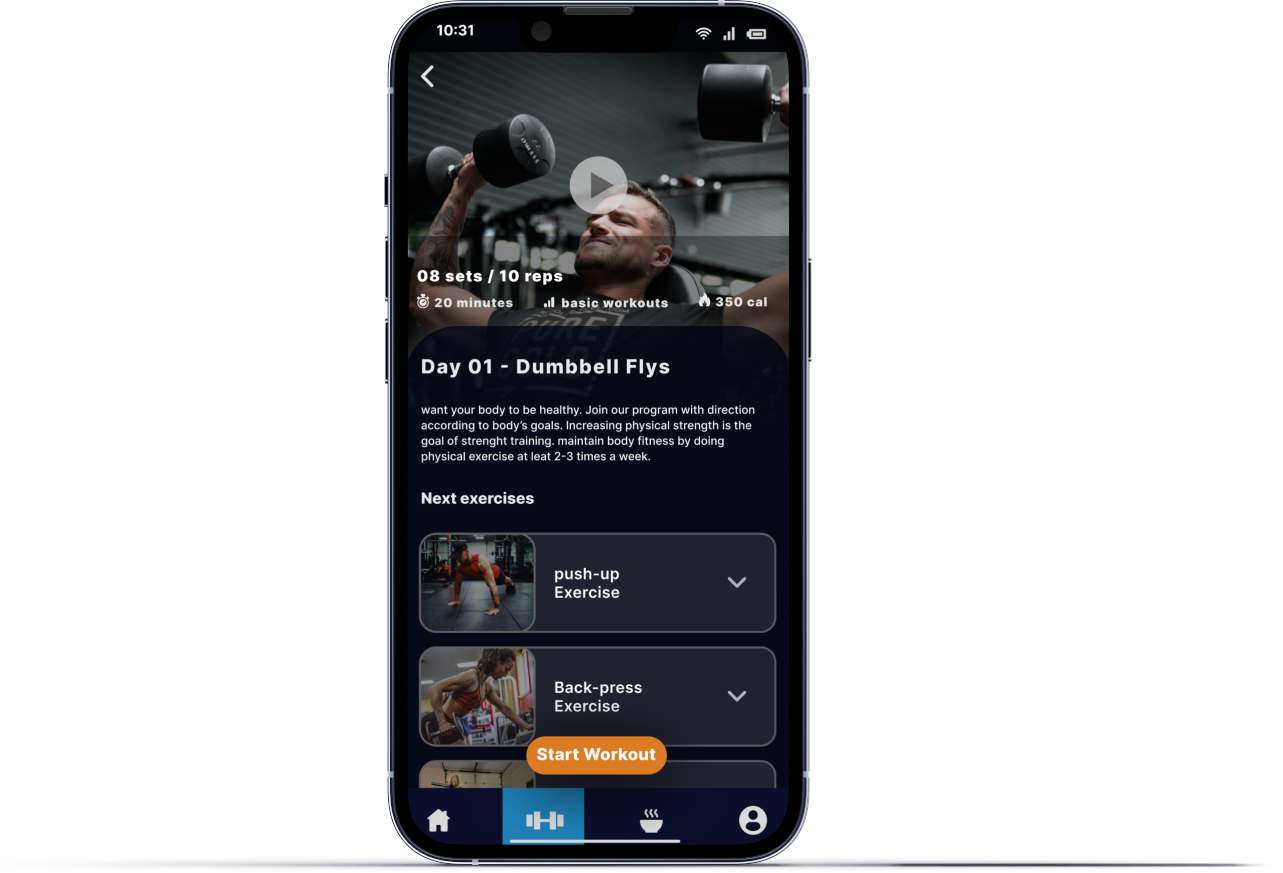 10:31
08 sets / 10 reps
20 minutes basic workouts 350 cal
PURE
Day 01 - Dumbbell Flys
want your body to be healthy. Join our program with direction
according to body's goals. Increasing physical strength is the
goal of strenght training. maintain body fitness by doing
physical exercise at leat 2-3 times a week.
Next exercises
push-up
Exercise
Back-press
Exercise
Start Workout